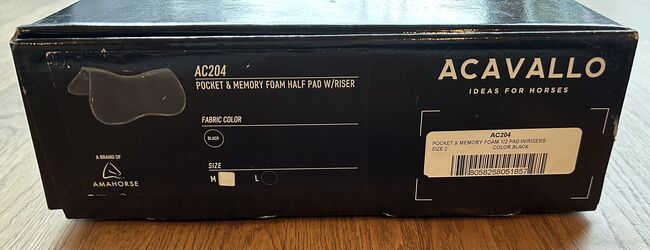 AC204
POCKET & MEMORY FOAM HALF PAD W/RISER
FABRIC COLOR
BLACK
SIZE
M L
A BRAND OF
AMAHORSE
ACAVALLO
IDEAS FOR HORSES
AC204
POCKET & MEMORY FOAM 1/2 PAD W/RISERS
SIZE 2 COLOR BLACK
8058258051857